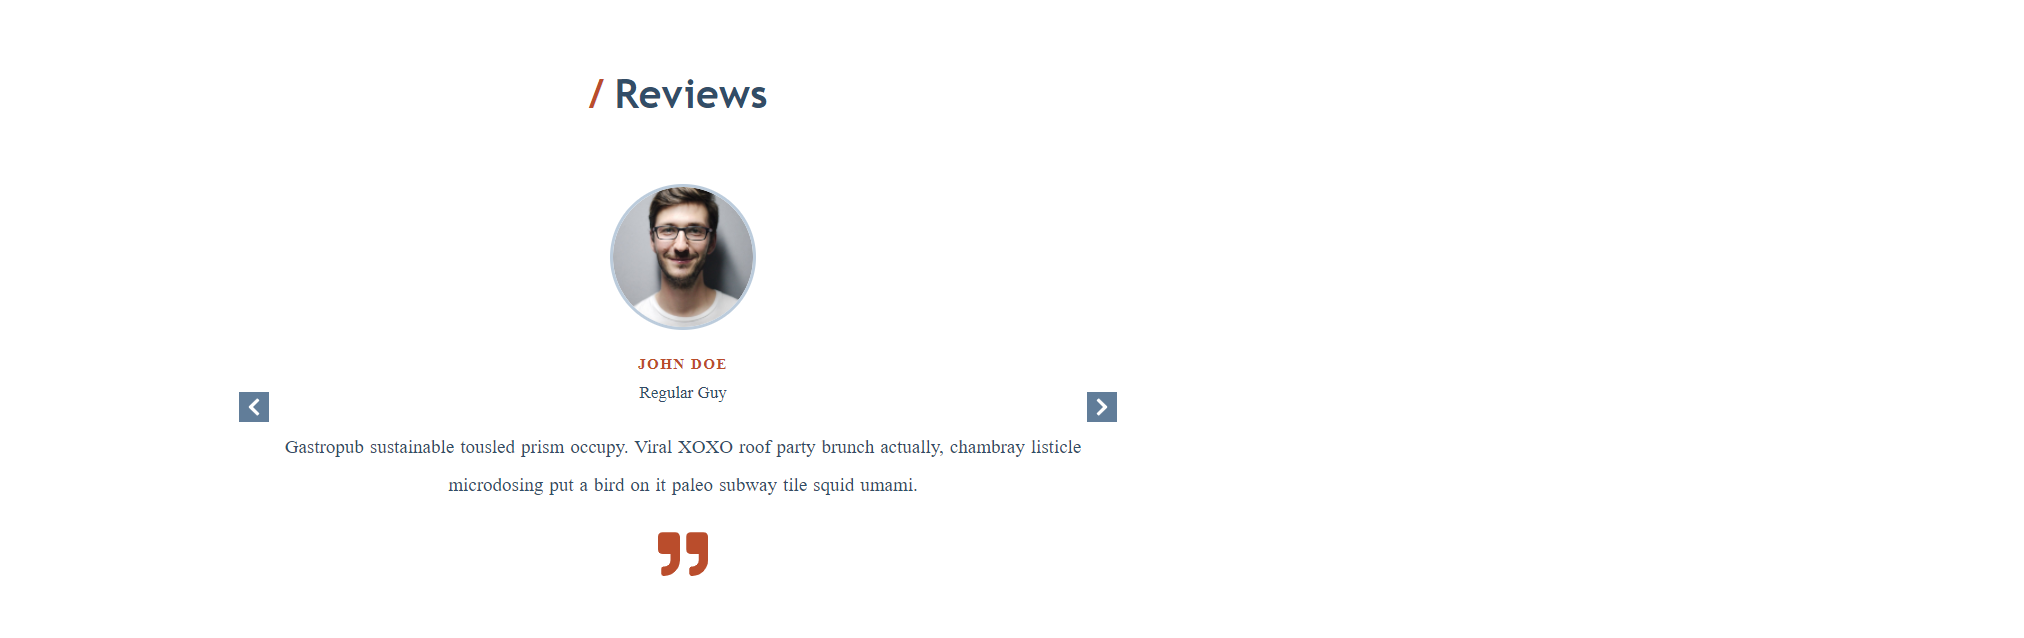 / Reviews
JOHN DOE
Regular Guy
Gastropub sustainable tousled prism occupy. Viral XOXO roof party brunch actually, chambray listicle
microdosing put a bird on it paleo subway tile squid umami.